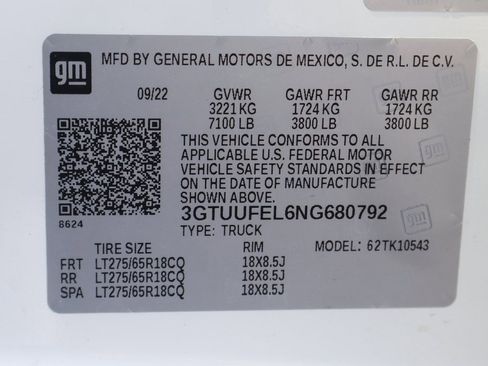 gm
MFD BY GENERAL MOTORS DE MEXICO, S. DE R.L. DE C.V.
09/22 GVWR GAWR FRT GAWR RR
3221 KG 1724 KG 1724 KG
7100 LB 3800 LB 3800 LB
THIS VEHICLE CONFORMS TO ALL
APPLICABLE U.S. FEDERAL MOTOR
VEHICLE SAFETY STANDARDS IN EFFECT
ON THE DATE OF MANUFACTURE
SHOWN ABOVE.
3GTUUFEL6NG680792
8624
TYPE: TRUCK
TIRE SIZE RIM MODEL: 62TK10543
FRT LT275/65R18CQ 18X8.5J
RR LT275/65R18CQ 18X8.5J
SPA LT275/65R18CQ 18X8.5J